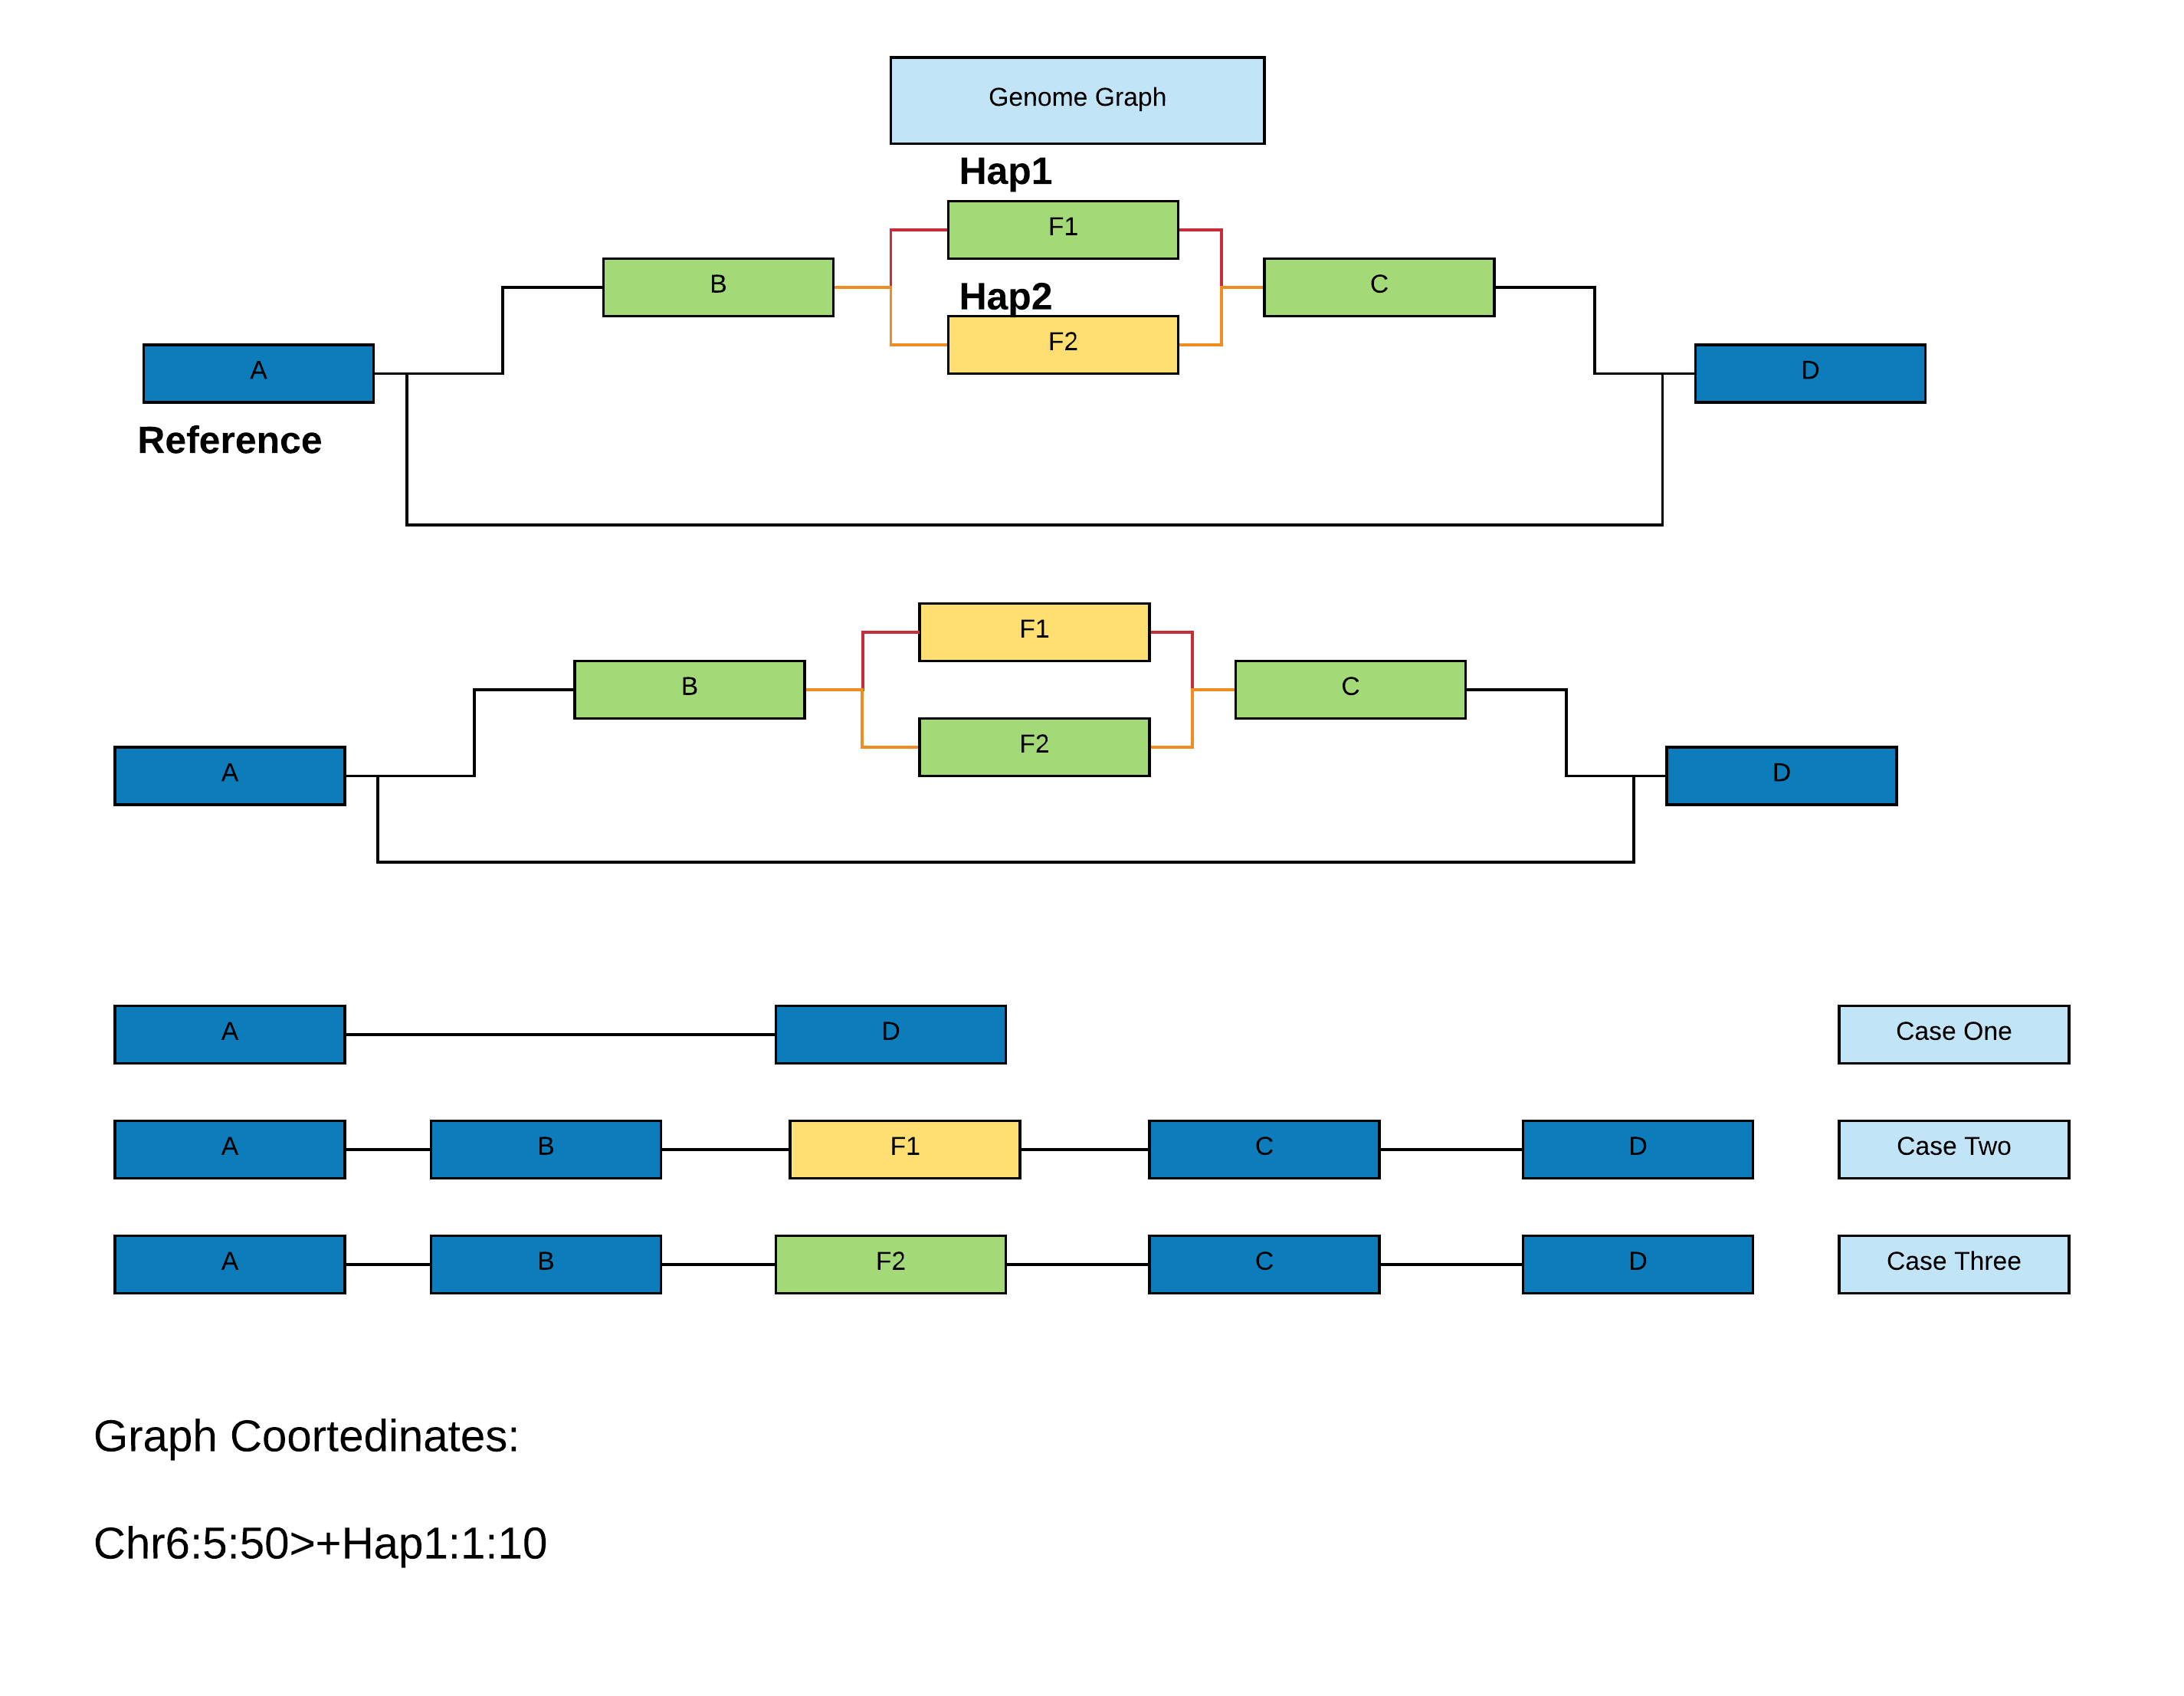 Genome Graph
Hap1
F1
B
C
Hap2
F2
A
D
Reference
F1
B
C
F2
A
D
A D Case One
A B F1 C D Case Two
A B F2 C D Case Three
Graph Coortedinates:
Chr6:5:50>+Hap1:1:10